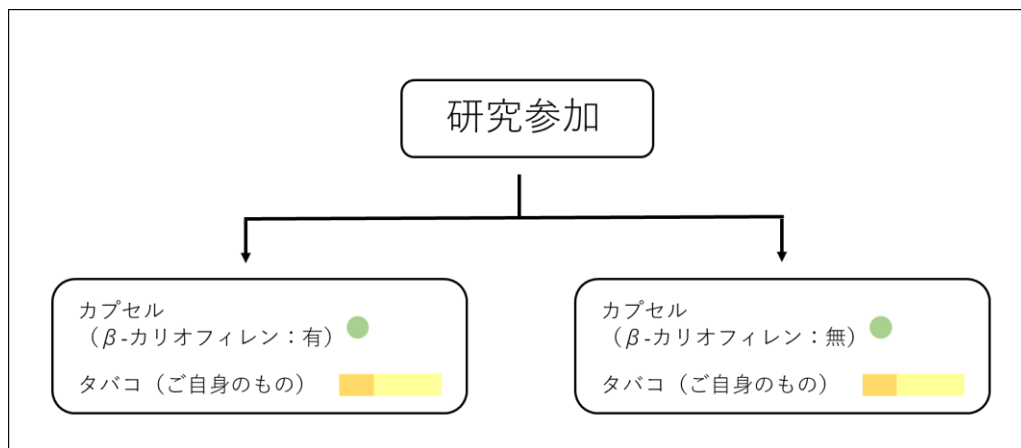 研究参加
カプセル
（β-カリオフィレン：有）
タバコ（ご自身のもの）
カプセル
（β-カリオフィレン：無）
タバコ（ご自身のもの）